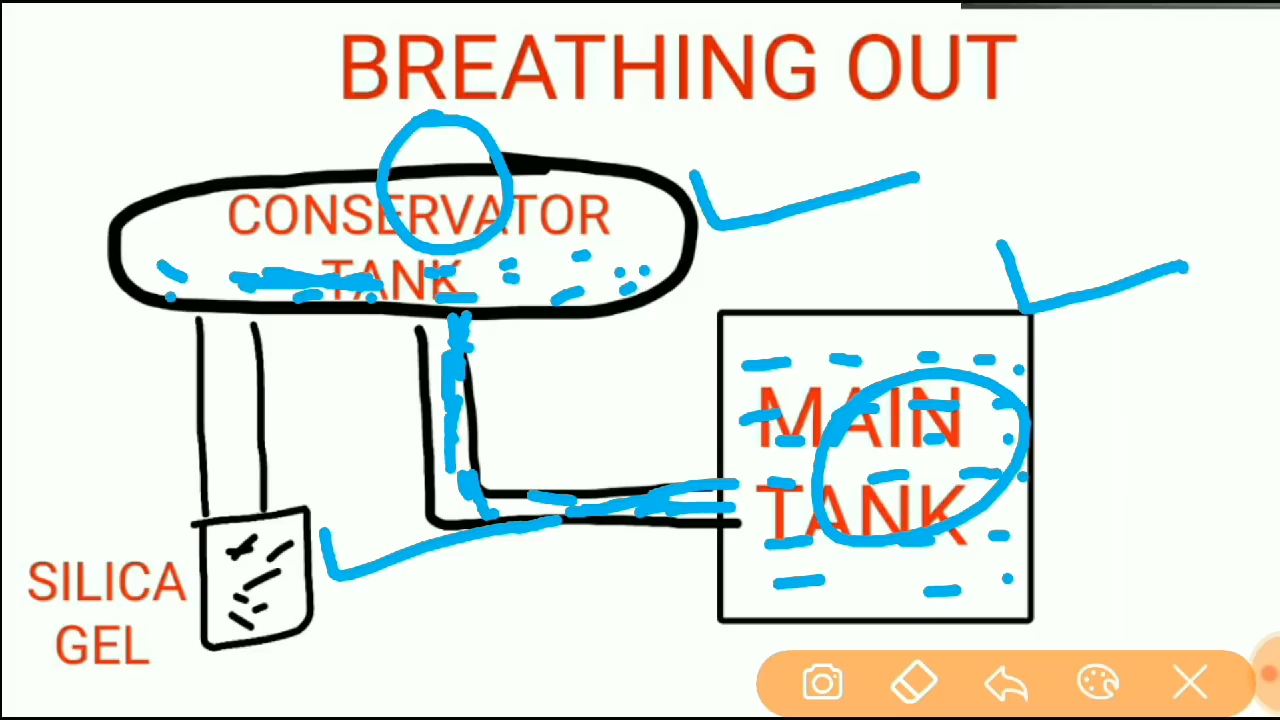 BREATHING OUT
CONSERVATOR
TANK
MAIN
TANK
SILICA
GEL